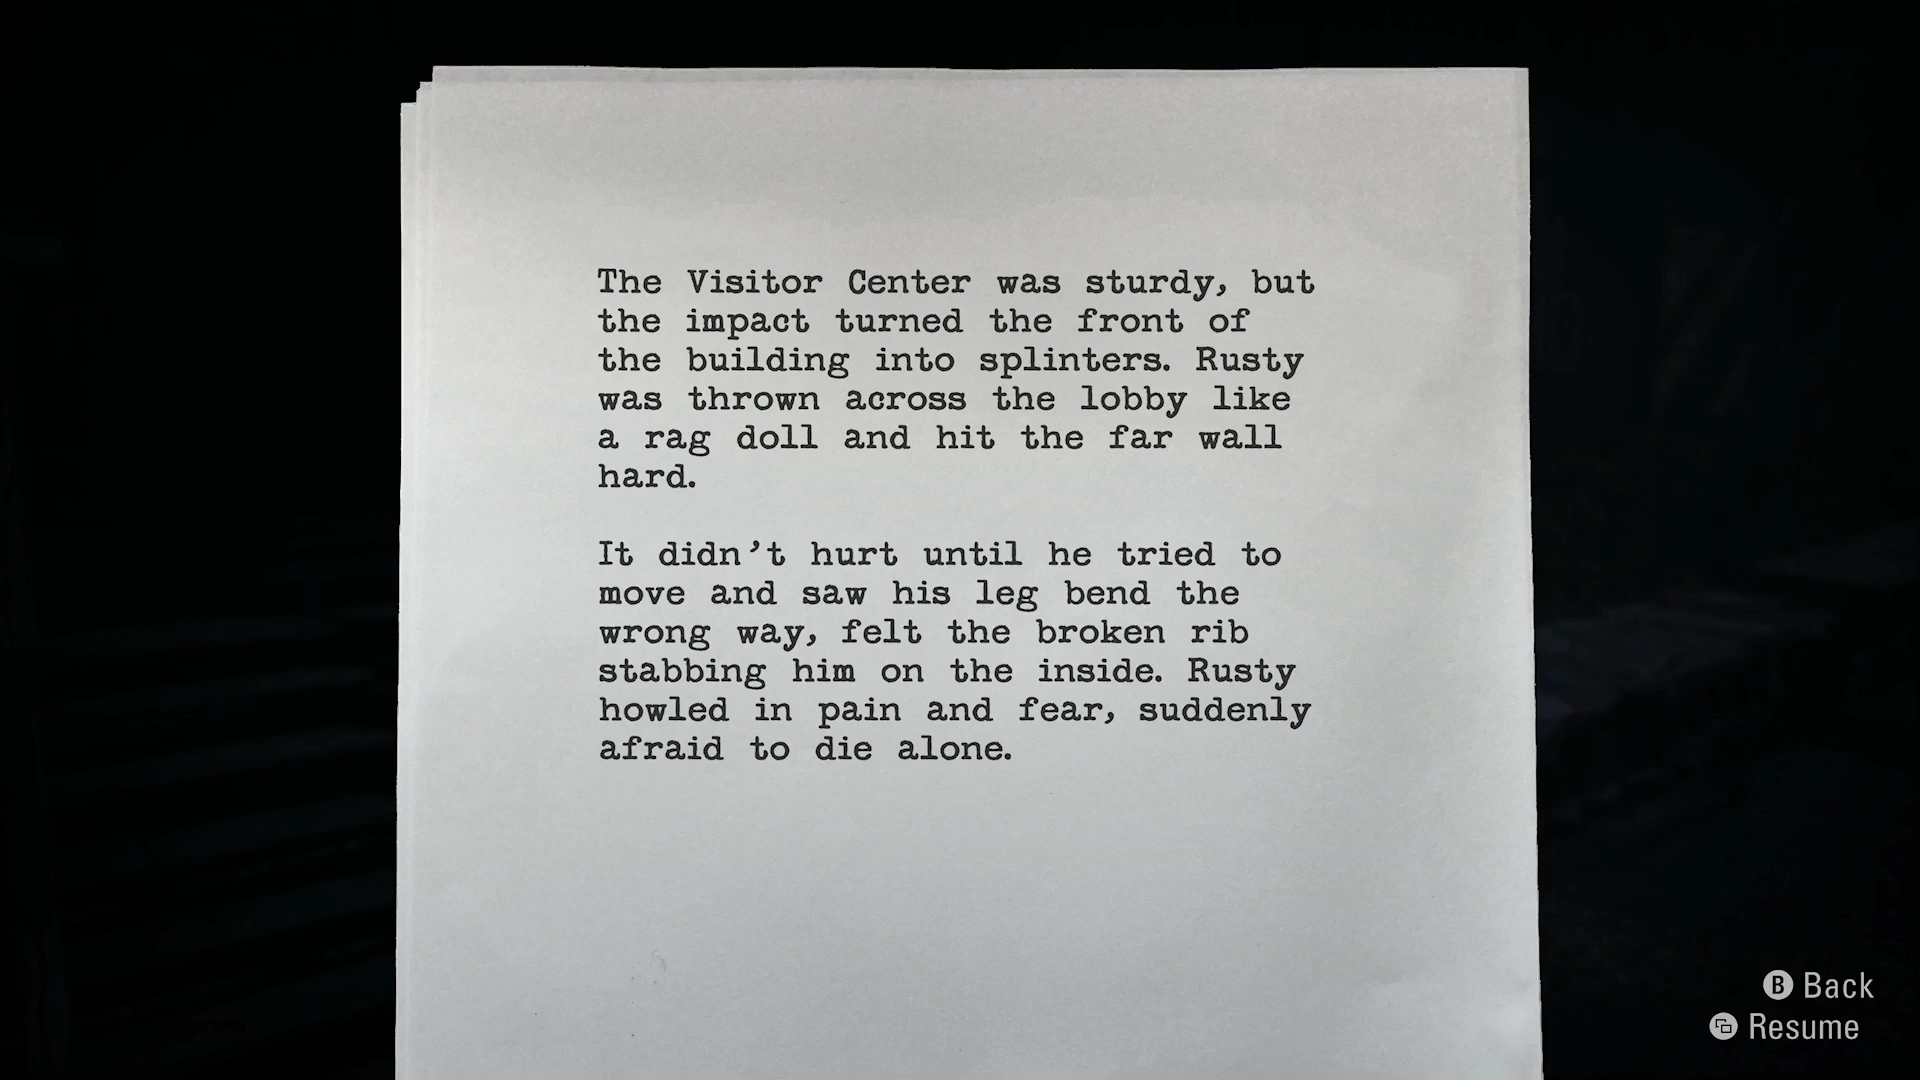 The Visitor Center was sturdy, but
the impact turned the front of
the building into splinters. Rusty
was thrown across the lobby like
a rag doll and hit the far wall
hard.
It didn’t hurt until he tried to
move and saw his leg bend the
wrong way, felt the broken rib
stabbing him on the inside. Rusty
howled in pain and fear, suddenly
afraid to die alone.
B Back
Resume